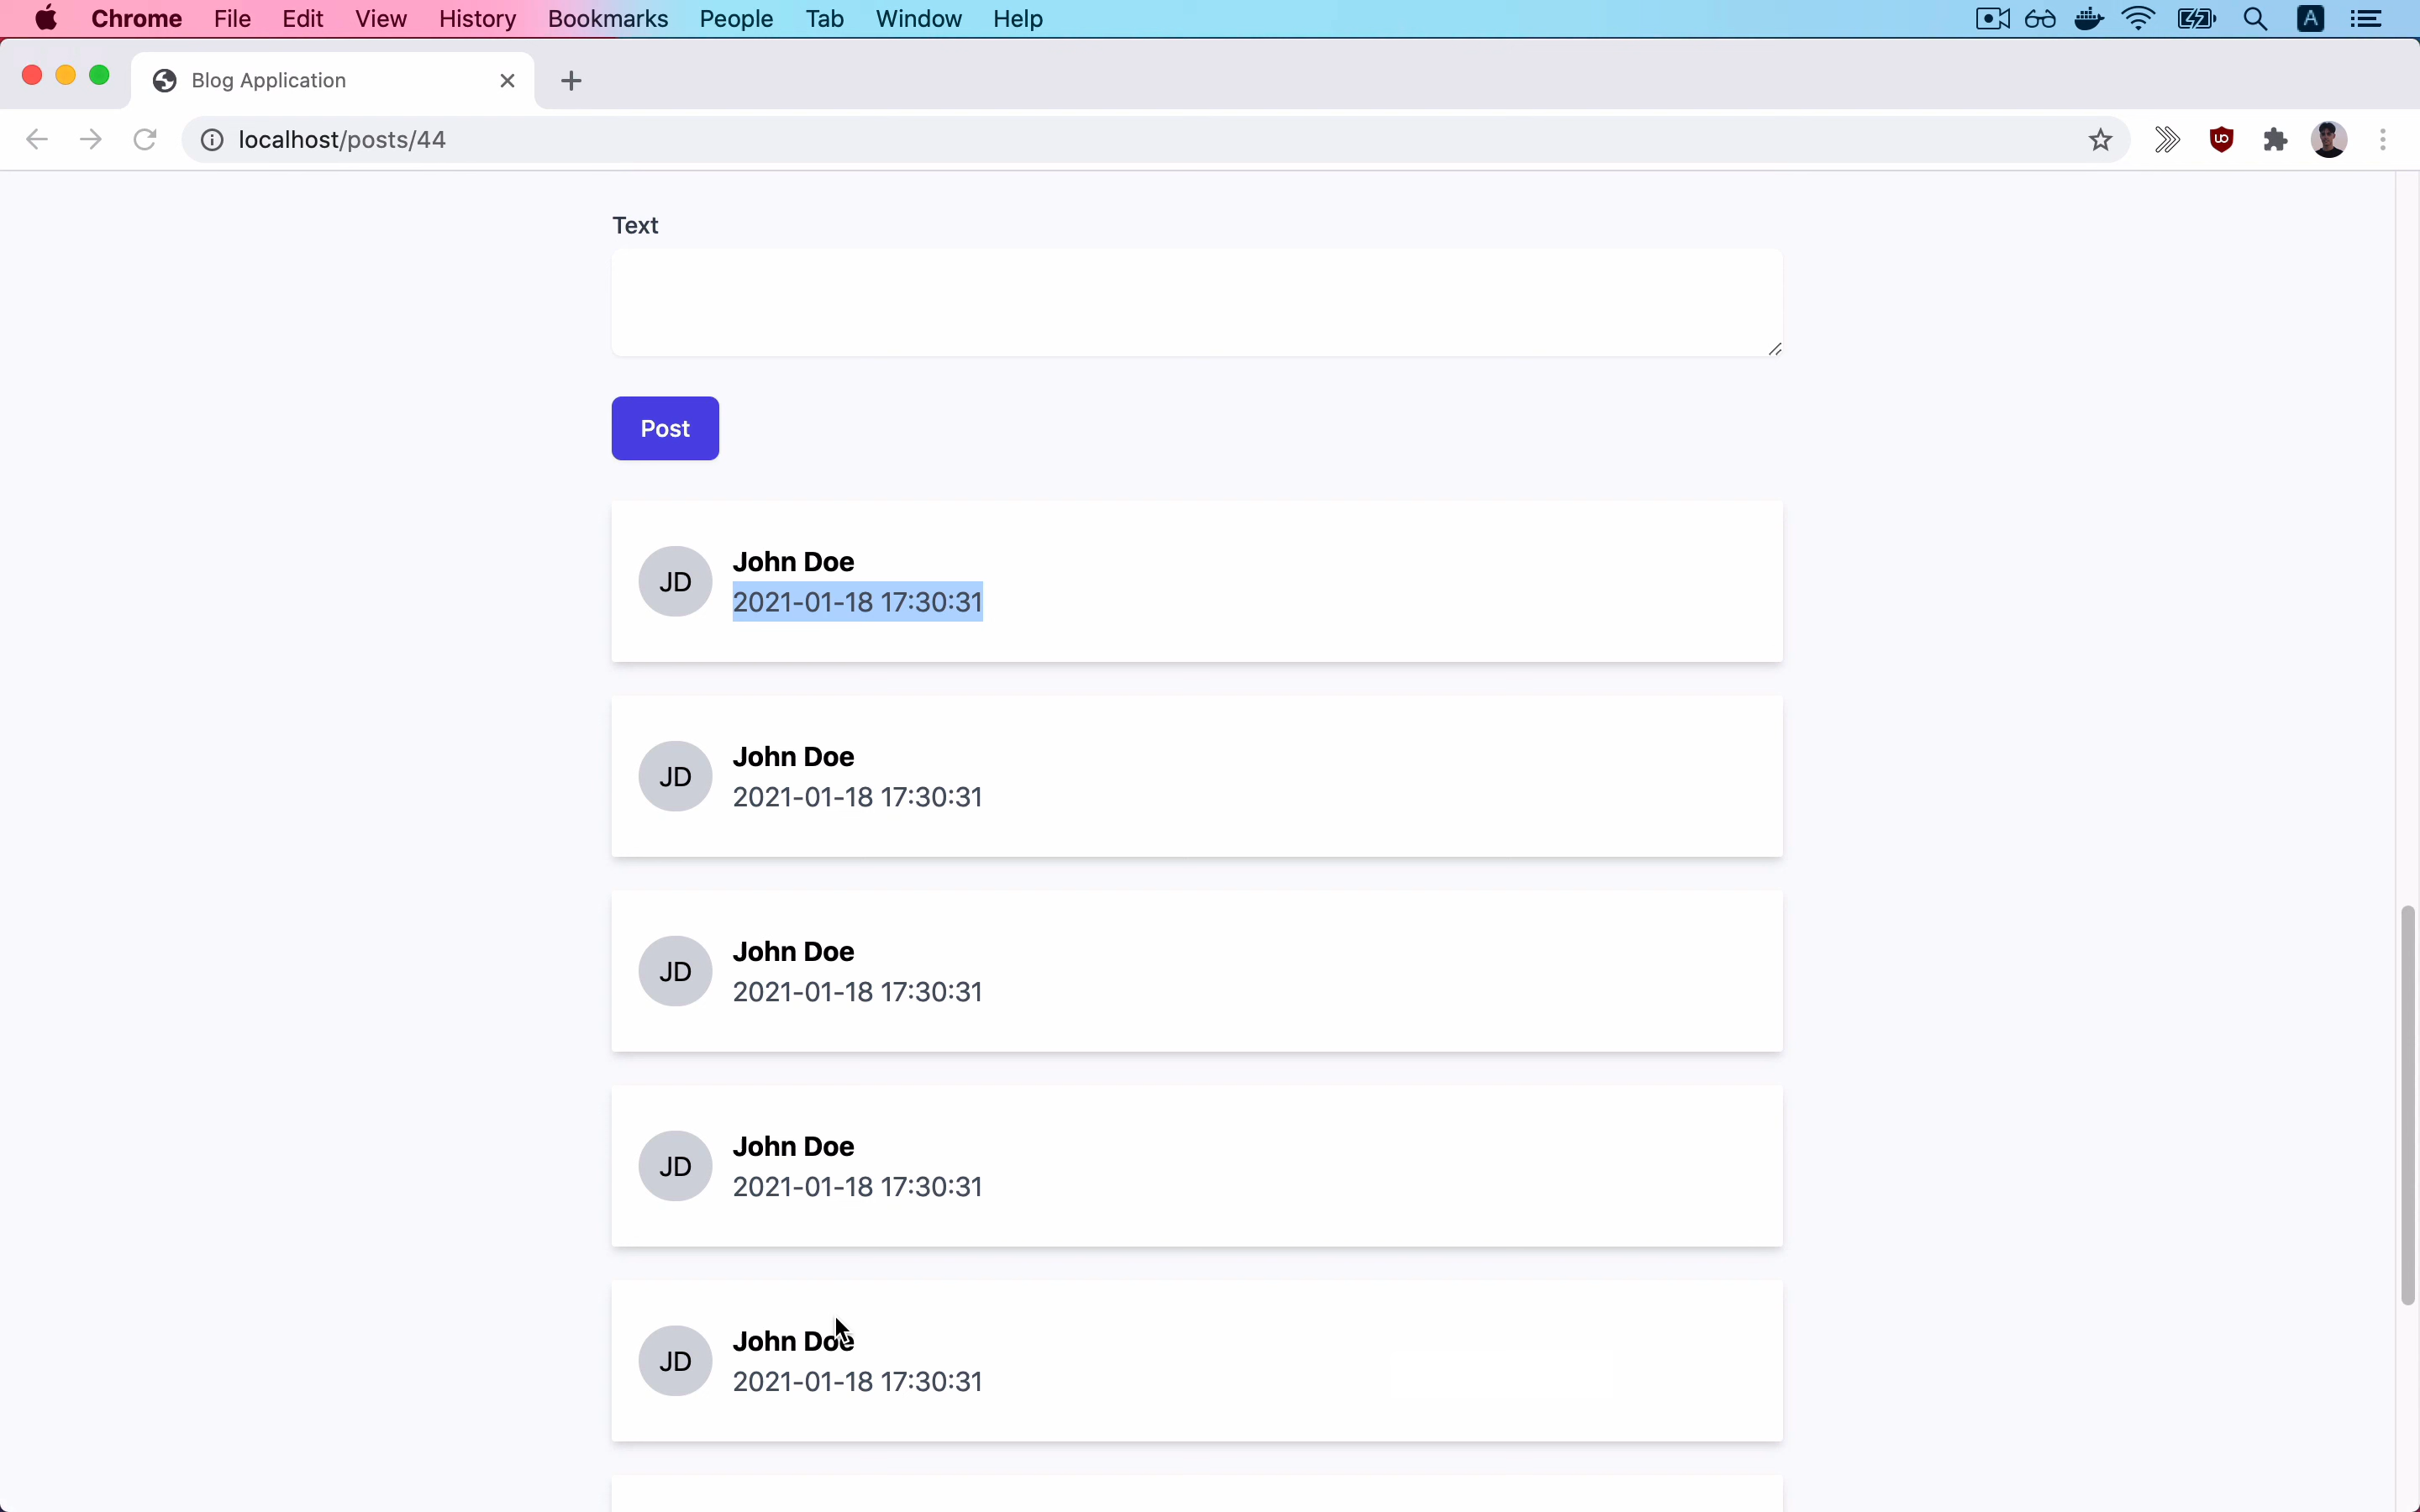 Chrome File Edit View History Bookmarks People Tab Window Help A
Blog Application
localhost/posts/44
Text
Post
JD
John Doe
2021-01-18 17:30:31
JD
John Doe
2021-01-18 17:30:31
JD
John Doe
2021-01-18 17:30:31
JD
John Doe
2021-01-18 17:30:31
JD
John Doe
2021-01-18 17:30:31